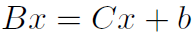 Bx = Cx + b